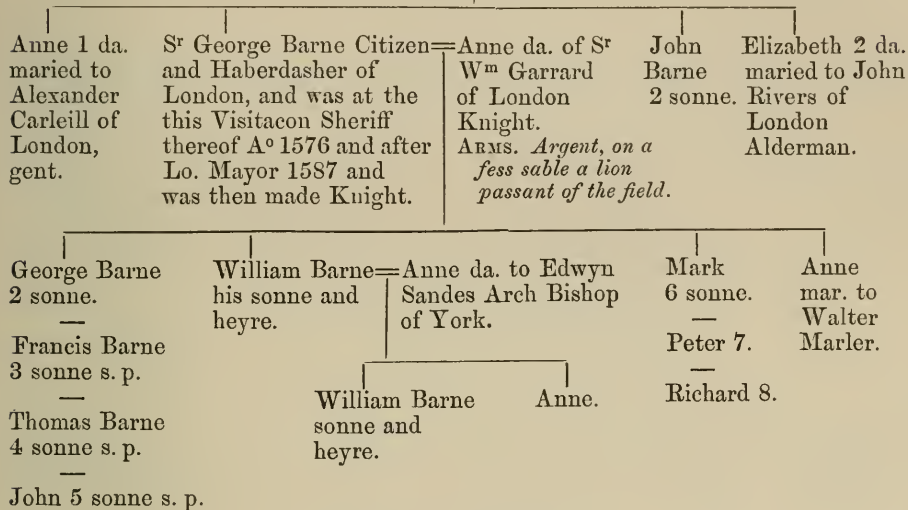 Anne 1 da.
maried to
Alexander
Carleill of
London,
gent.
Sʳ George Barne Citizen
and Haberdasher of
London, and was at the
this Visitacon Sheriff
thereof Aᵒ 1576 and after
Lo. Mayor 1587 and
was then made Knight.
Anne da. of Sʳ
Wᵐ Garrard
of London
Knight.
ARMS. Argent, on a
fess sable a lion
passant of the field.
John
Barne
2 sonne.
Elizabeth 2 da.
maried to John
Rivers of
London
Alderman.
George Barne
2 sonne.
Francis Barne
3 sonne s. p.
Thomas Barne
4 sonne s. p.
John 5 sonne s. p.
William Barne
his sonne and
heyre.
Anne da. to Edwyn
Sandes Arch Bishop
of York.
William Barne
sonne and
heyre.
Anne.
Mark
6 sonne.
Peter 7.
Richard 8.
Anne
mar. to
Walter
Marler.